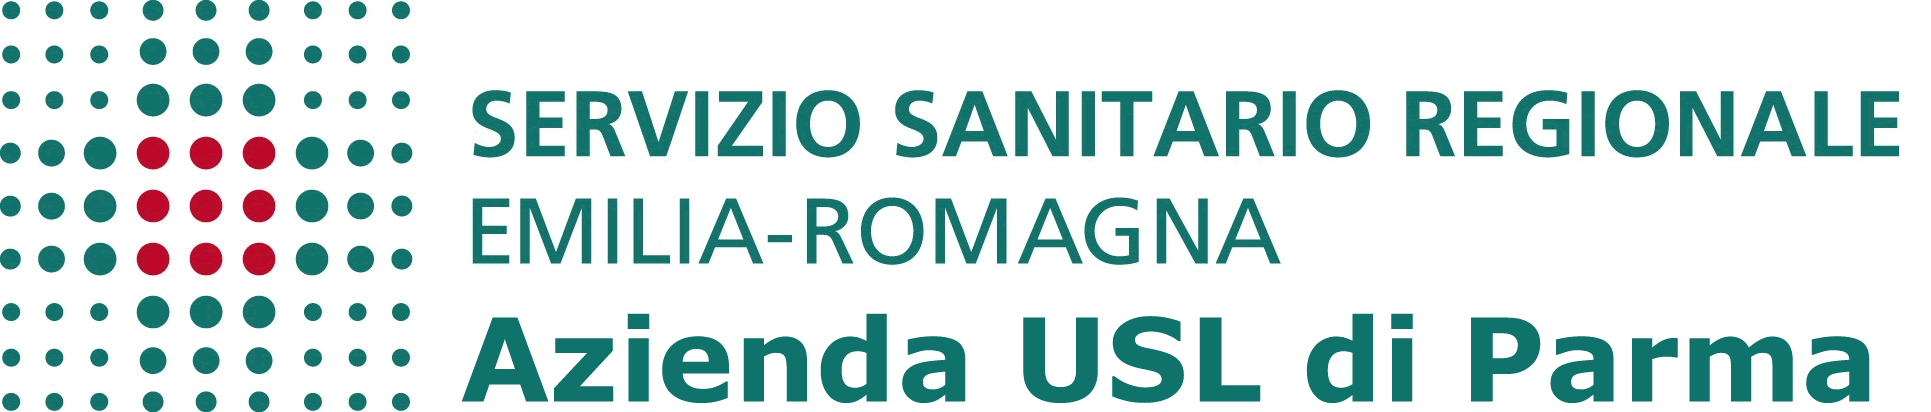 SERVIZIO SANITARIO REGIONALE
EMILIA-ROMAGNA
Azienda USL di Parma